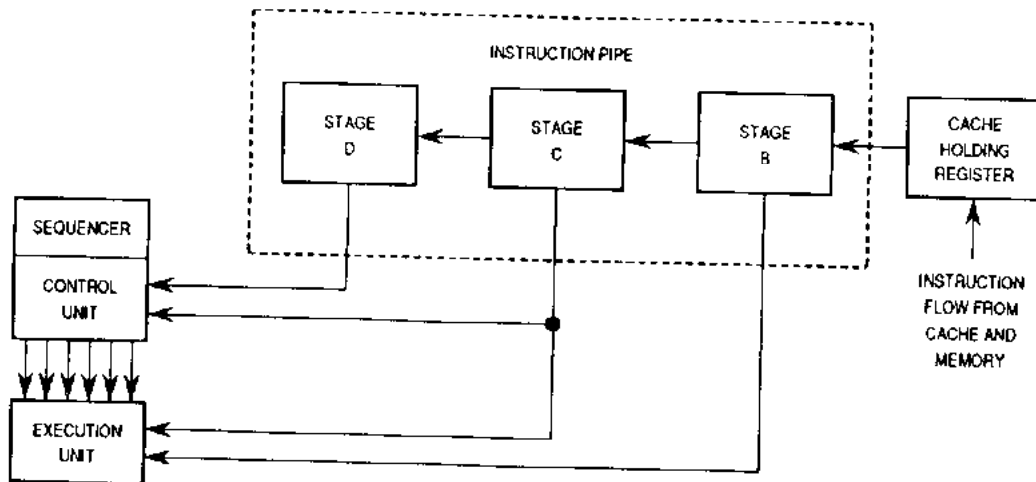 INSTRUCTION PIPE
STAGE
D
STAGE
C
STAGE
B
CACHE
HOLDING
REGISTER
SEQUENCER
CONTROL
UNIT
INSTRUCTION
FLOW FROM
CACHE AND
MEMORY
EXECUTION
UNIT